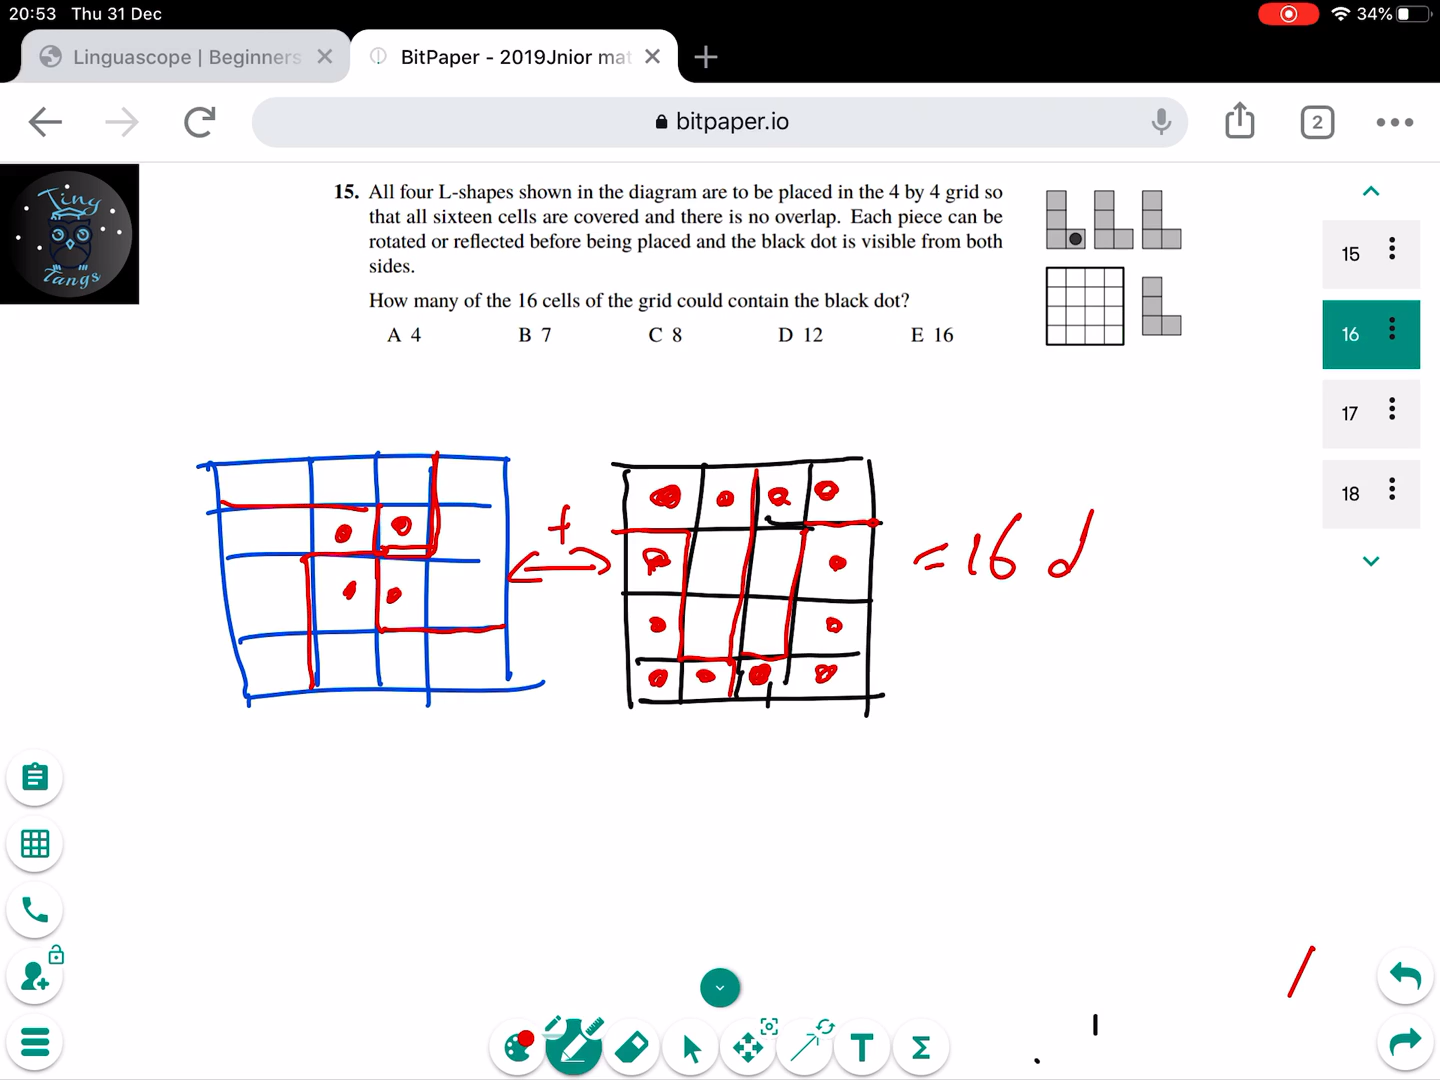 20:53 Thu 31 Dec
34%
Linguascope | Beginners
BitPaper - 2019Jnior mat
bitpaper.io
2
Tiny
Tangs
15. All four L-shapes shown in the diagram are to be placed in the 4 by 4 grid so
that all sixteen cells are covered and there is no overlap. Each piece can be
rotated or reflected before being placed and the black dot is visible from both
sides.
How many of the 16 cells of the grid could contain the black dot?
A 4 B 7 C 8 D 12 E 16
15
16
17
18
= 16
T
Σ